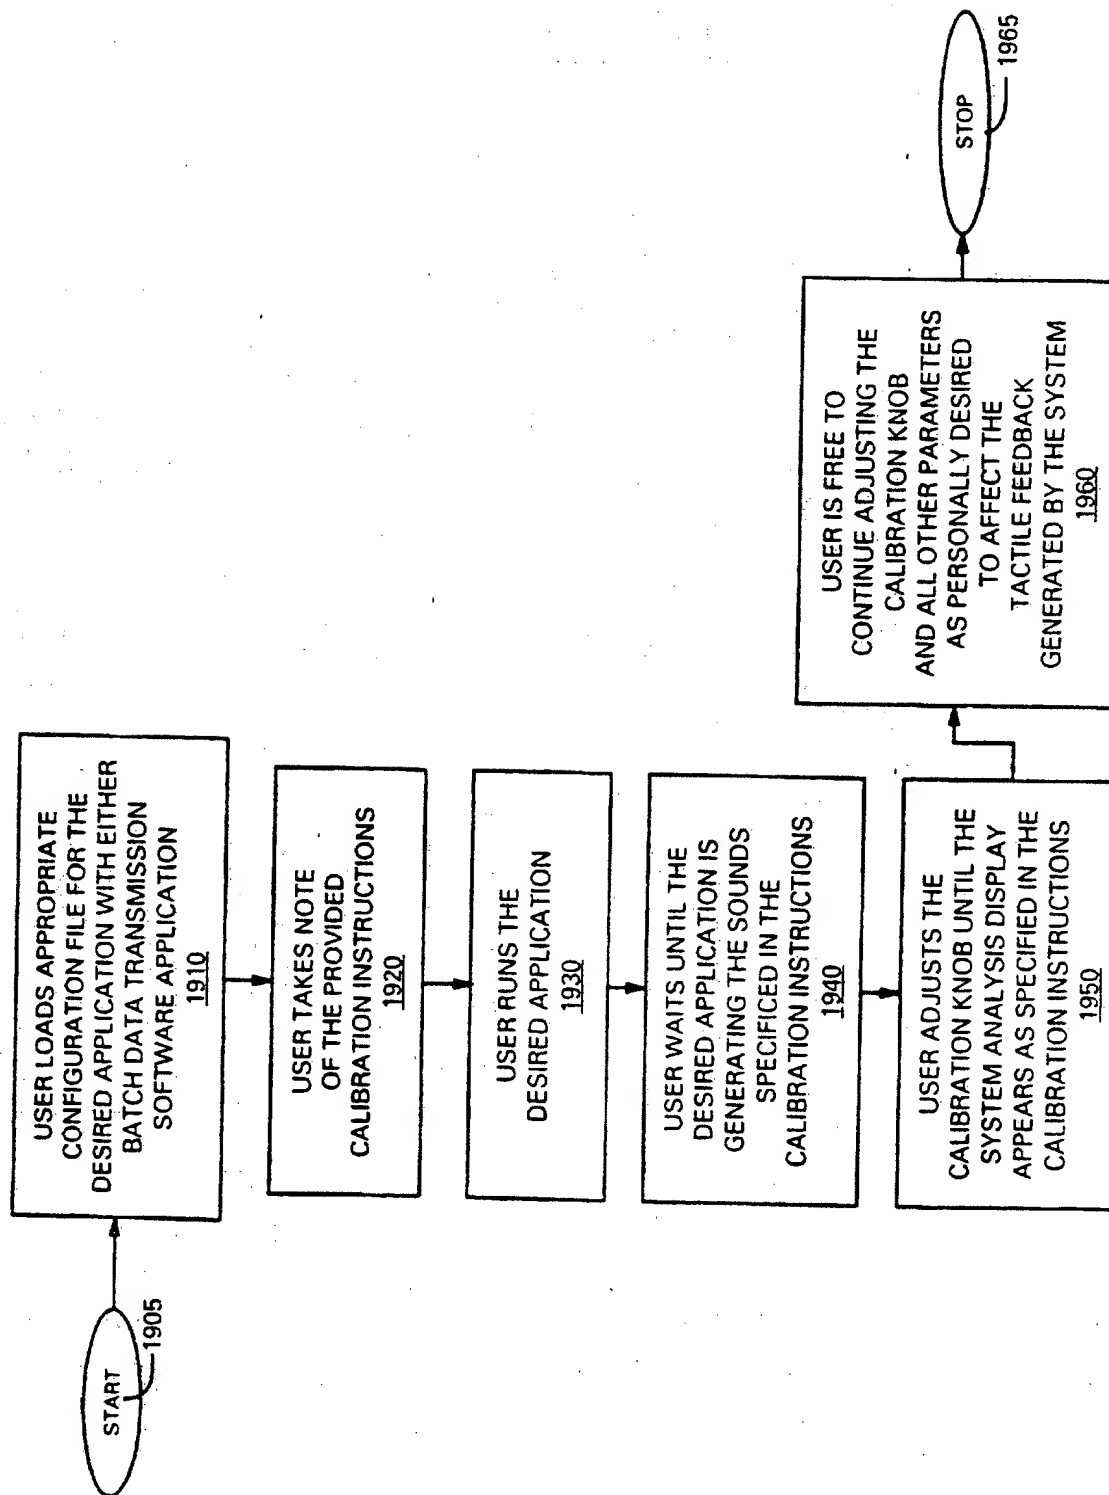 START
1905
USER LOADS APPROPRIATE
CONFIGURATION FILE FOR THE
DESIRED APPLICATION WITH EITHER
BATCH DATA TRANSMISSION
SOFTWARE APPLICATION
1910
USER TAKES NOTE
OF THE PROVIDED
CALIBRATION INSTRUCTIONS
1920
USER RUNS THE
DESIRED APPLICATION
1930
USER WAITS UNTIL THE
DESIRED APPLICATION IS
GENERATING THE SOUNDS
SPECIFICED IN THE
CALIBRATION INSTRUCTIONS
1940
USER ADJUSTS THE
CALIBRATION KNOB UNTIL THE
SYSTEM ANALYSIS DISPLAY
APPEARS AS SPECIFIED IN THE
CALIBRATION INSTRUCTIONS
1950
USER IS FREE TO
CONTINUE ADJUSTING THE
CALIBRATION KNOB
AND ALL OTHER PARAMETERS
AS PERSONALLY DESIRED
TO AFFECT THE
TACTILE FEEDBACK
GENERATED BY THE SYSTEM
1960
STOP
1965